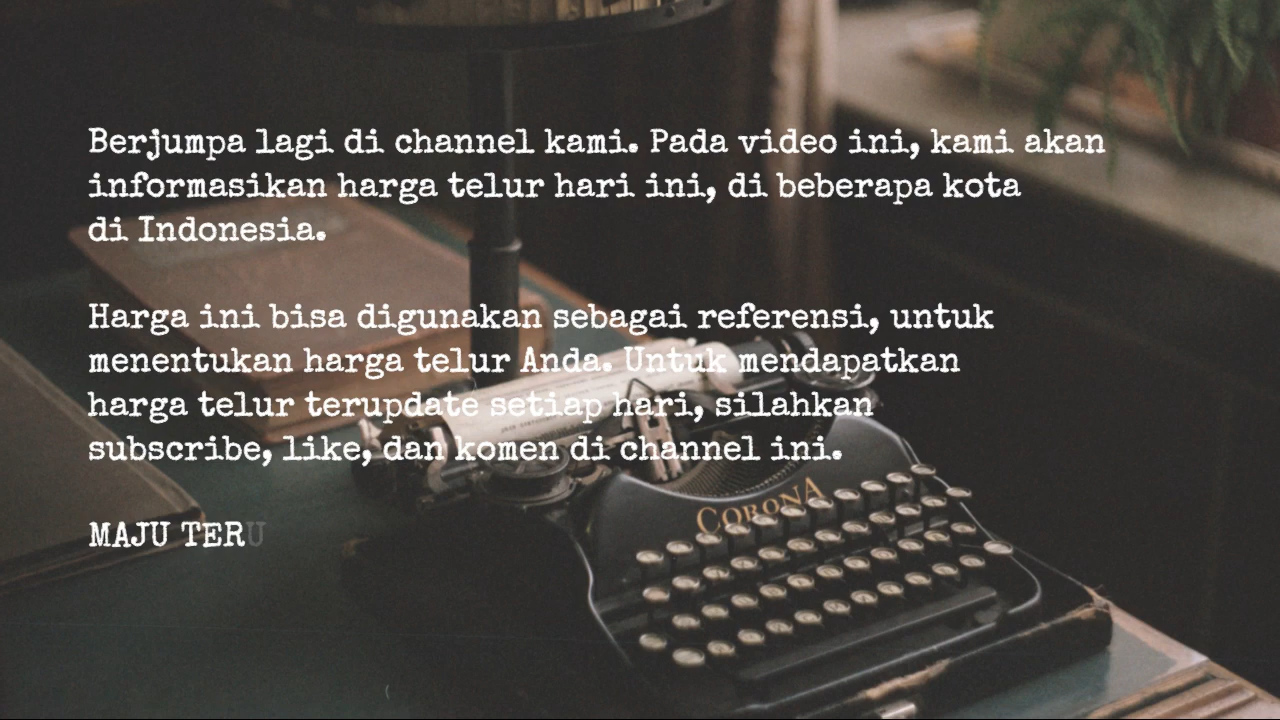 Berjumpa lagi di channel kami. Pada video ini, kami akan
informasikan harga telur hari ini, di beberapa kota
di Indonesia.
Harga ini bisa digunakan sebagai referensi, untuk
menentukan harga telur Anda. Untuk mendapatkan
harga telur terupdate setiap hari, silahkan
subscribe, like, dan komen di channel ini.
CORONA
MAJU TERU